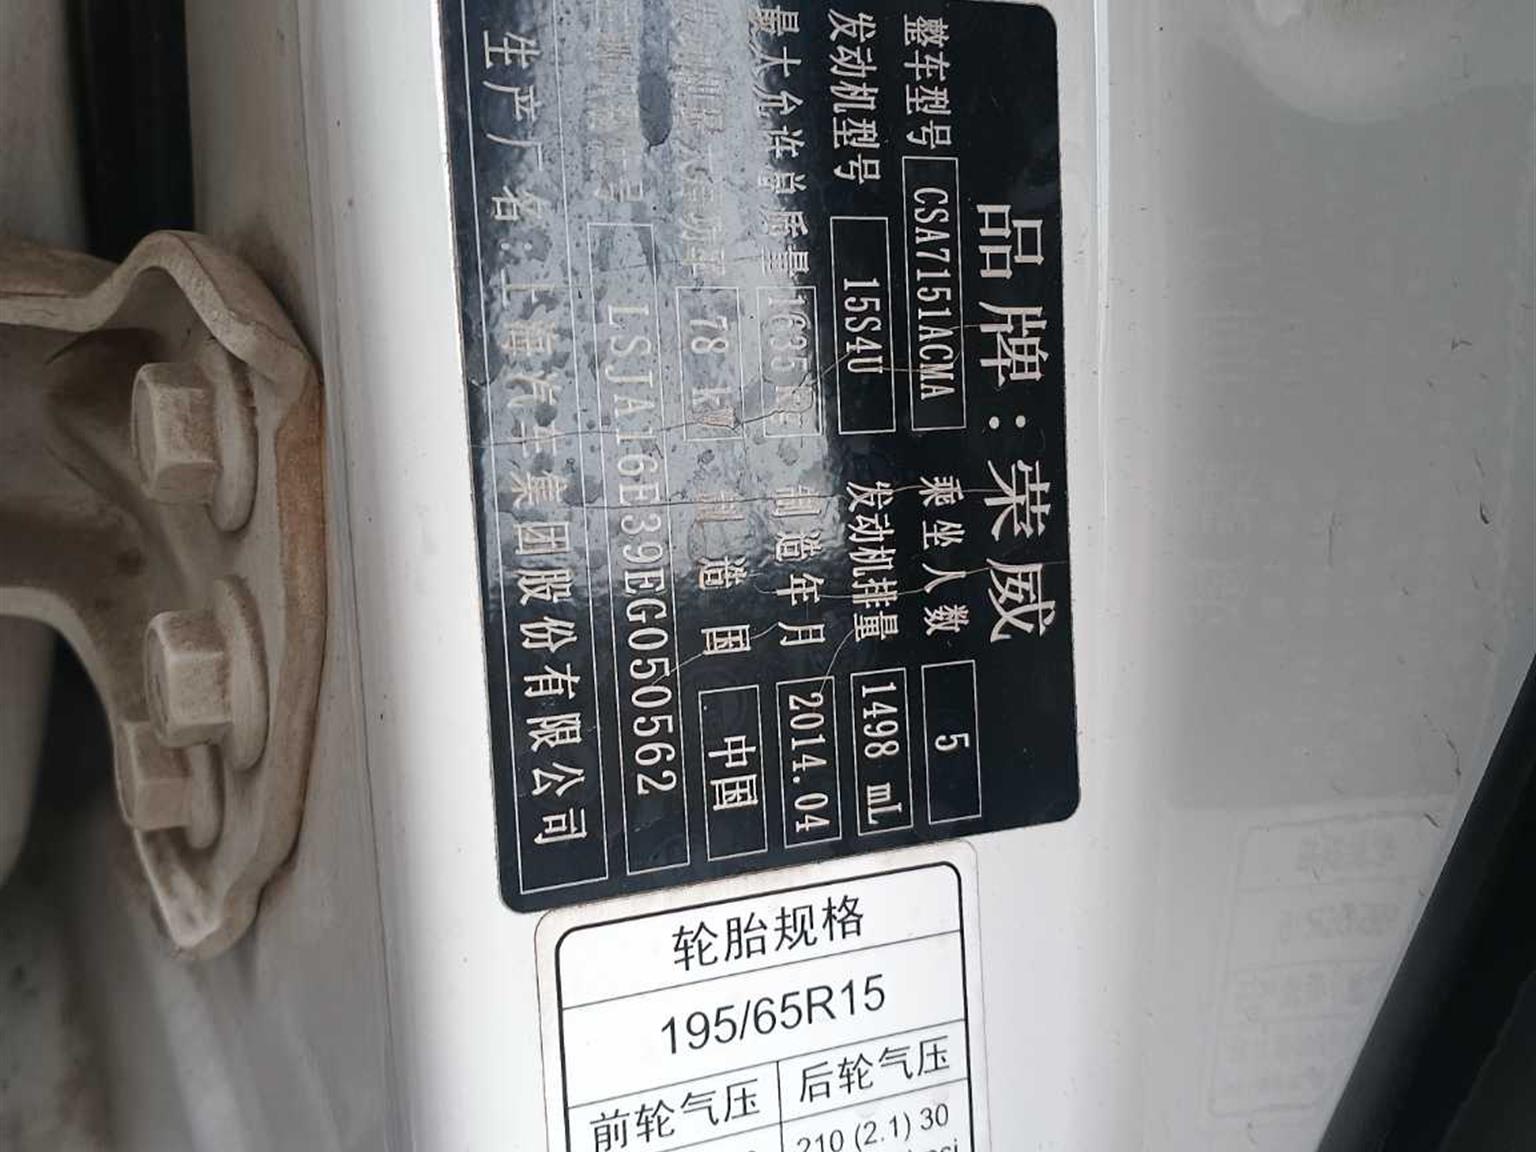 品牌：荣威
整车型号 CSA7151ACMA 乘坐人数 5
发动机型号 15S4U 发动机排量 1498 mL
最大允许总质量 1635 kg 制造年月 2014.04
78 kW 制造国 中国
LSJA16E39EG050562
生产厂名：上海汽车集团股份有限公司
轮胎规格
195/65R15
前轮气压 后轮气压
210 (2.1) 30